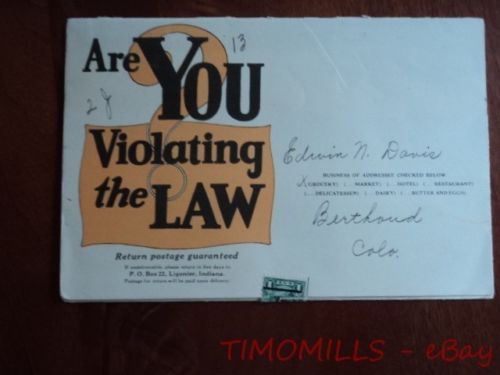 Are YOU
Violating
the LAW
?
13
2 J
Return postage guaranteed
If undeliverable, please return in five days to
P. O. Box 22, Ligonier, Indiana.
Postage for return will be paid upon delivery.
Edwin N. Davis
BUSINESS OF ADDRESSEE CHECKED BELOW
(X GROCERY) (... MARKET) (... HOTEL) (... RESTAURANT)
(... DELICATESSEN) (... DAIRY) (... BUTTER AND EGGS)
Berthoud
Colo.
TIMOMILLS - eBay